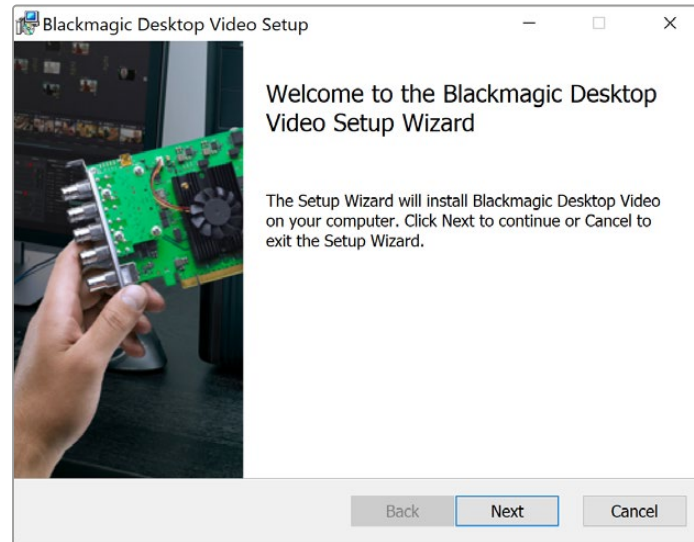 Blackmagic Desktop Video Setup
Welcome to the Blackmagic Desktop
Video Setup Wizard
The Setup Wizard will install Blackmagic Desktop Video
on your computer. Click Next to continue or Cancel to
exit the Setup Wizard.
Back Next Cancel